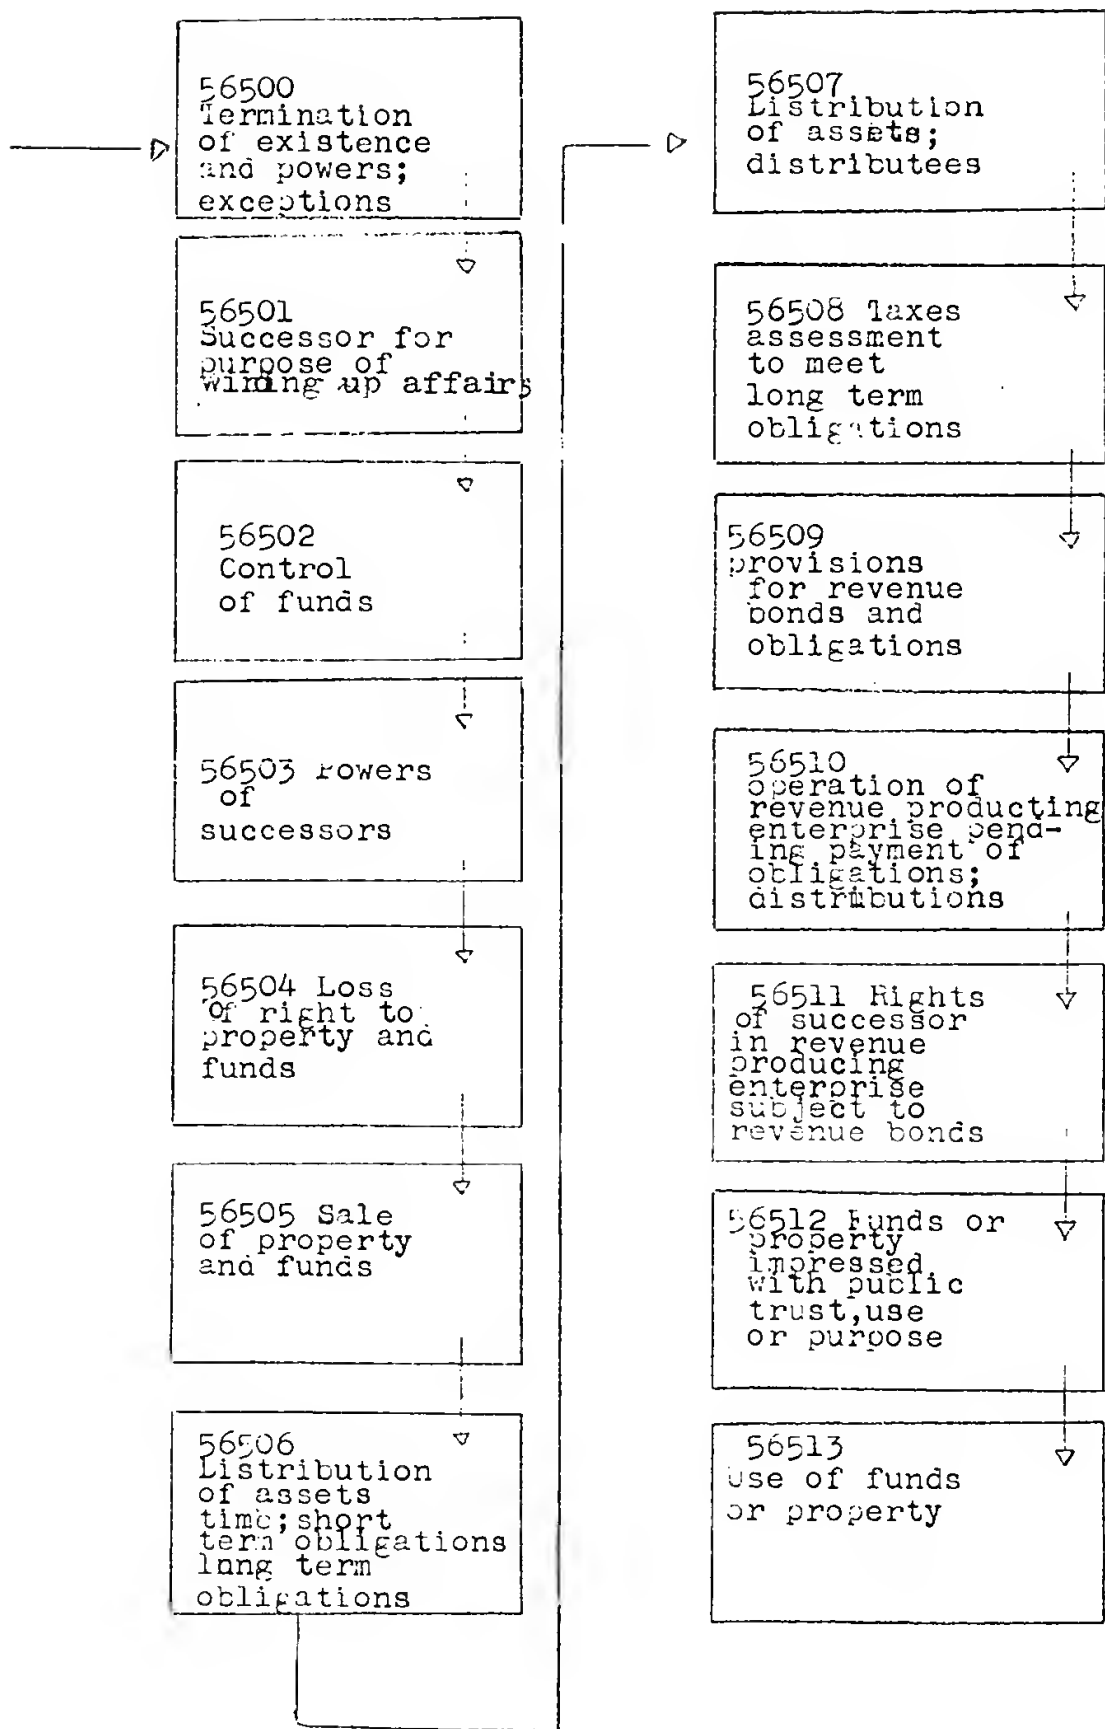 56500
Termination
of existence
and powers;
exceptions
56501
Successor for
purpose of
winding up affairs
56502
Control
of funds
56503 Powers
of
successors
56504 Loss
of right to
property and
funds
56505 Sale
of property
and funds
56506
Distribution
of assets
time;short
term obligations
long term
obligations
56507
Distribution
of assets;
distributees
56508 Taxes
assessment
to meet
long term
obligations
56509
provisions
for revenue
bonds and
obligations
56510
operation of
revenue producting
enterprise pend-
ing payment of
obligations;
distributions
56511 Rights
of successor
in revenue
producing
enterprise
subject to
revenue bonds
56512 Funds or
property
impressed
with public
trust,use
or purpose
56513
use of funds
or property